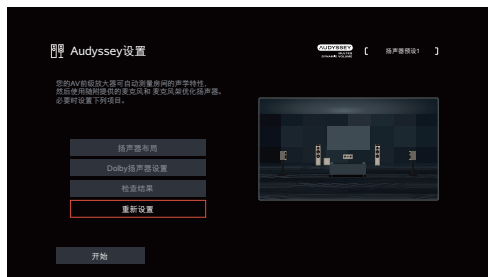 Audyssey设置
AUDYSSEY
MULTEQ
DYNAMIC VOLUME
【 扬声器预设1 】
您的AV前级放大器可自动测量房间的声学特性，
然后使用随附提供的麦克风和 麦克风架优化扬声器。
必要时设置下列项目。
扬声器布局
Dolby扬声器设置
检查结果
重新设置
开始